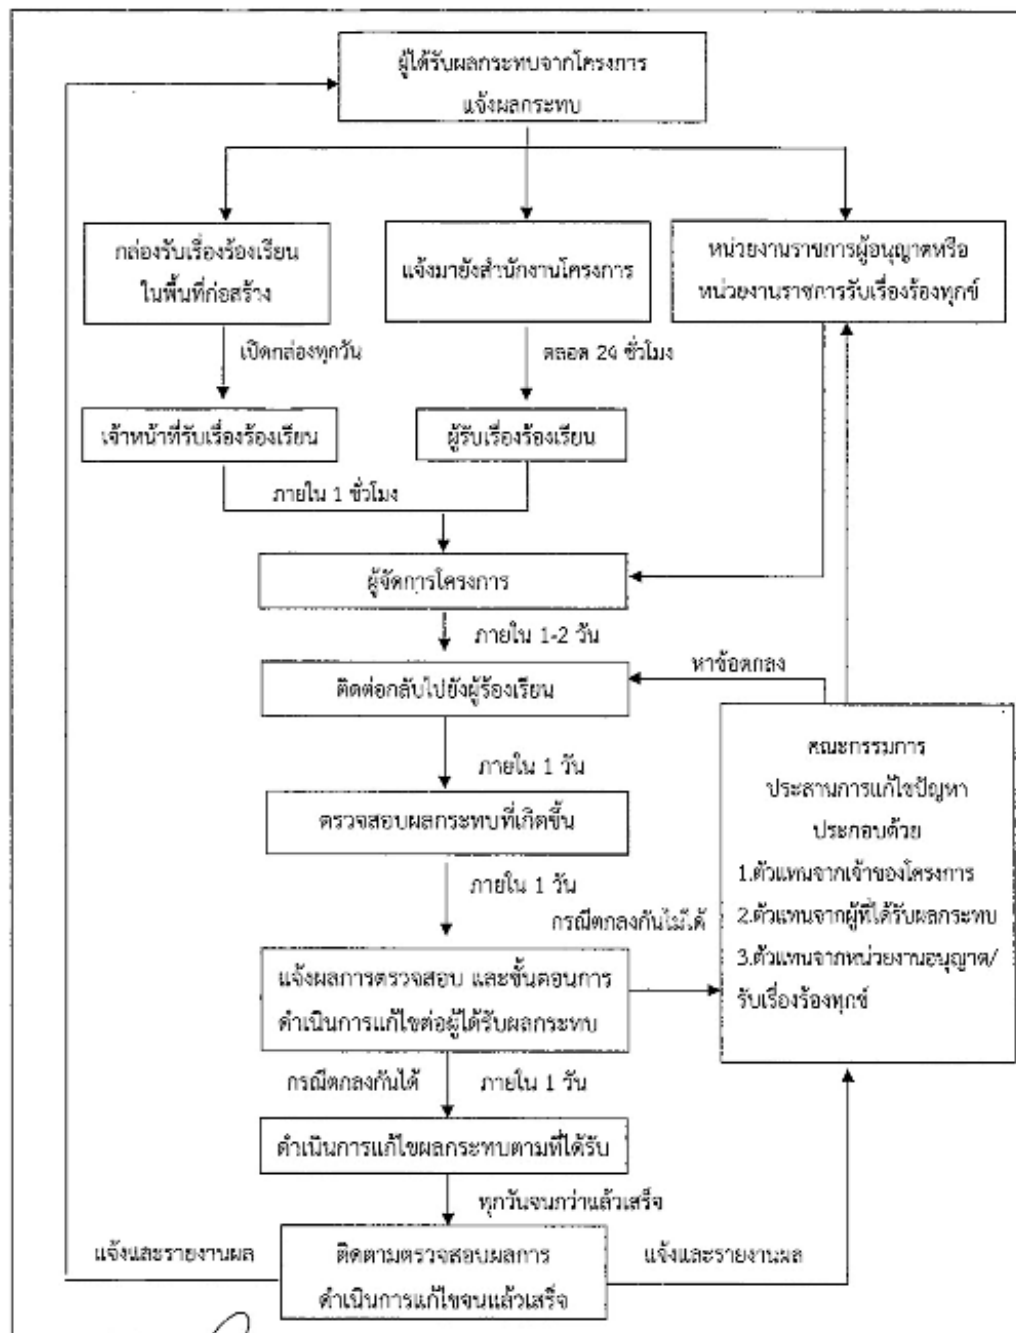 ผู้ได้รับผลกระทบจากโครงการ
แจ้งผลกระทบ
กล่องรับเรื่องร้องเรียน
ในพื้นที่ก่อสร้าง
แจ้งมายังสำนักงานโครงการ
หน่วยงานราชการผู้อนุญาตหรือ
หน่วยงานราชการรับเรื่องร้องทุกข์
เปิดกล่องทุกวัน
ตลอด 24 ชั่วโมง
เจ้าหน้าที่รับเรื่องร้องเรียน
ผู้รับเรื่องร้องเรียน
ภายใน 1 ชั่วโมง
ผู้จัดการโครงการ
ภายใน 1-2 วัน
หาข้อตกลง
ติดต่อกลับไปยังผู้ร้องเรียน
ภายใน 1 วัน
ตรวจสอบผลกระทบที่เกิดขึ้น
ภายใน 1 วัน
กรณีตกลงกันไม่ได้
คณะกรรมการ
ประสานการแก้ไขปัญหา
ประกอบด้วย
1.ตัวแทนจากเจ้าของโครงการ
2.ตัวแทนจากผู้ที่ได้รับผลกระทบ
3.ตัวแทนจากหน่วยงานอนุญาต/
รับเรื่องร้องทุกข์
แจ้งผลการตรวจสอบ และขั้นตอนการ
ดำเนินการแก้ไขต่อผู้ได้รับผลกระทบ
กรณีตกลงกันได้
ภายใน 1 วัน
ดำเนินการแก้ไขผลกระทบตามที่ได้รับ
ทุกวันจนกว่าแล้วเสร็จ
แจ้งและรายงานผล
ติดตามตรวจสอบผลการ
ดำเนินการแก้ไขจนแล้วเสร็จ
แจ้งและรายงานผล